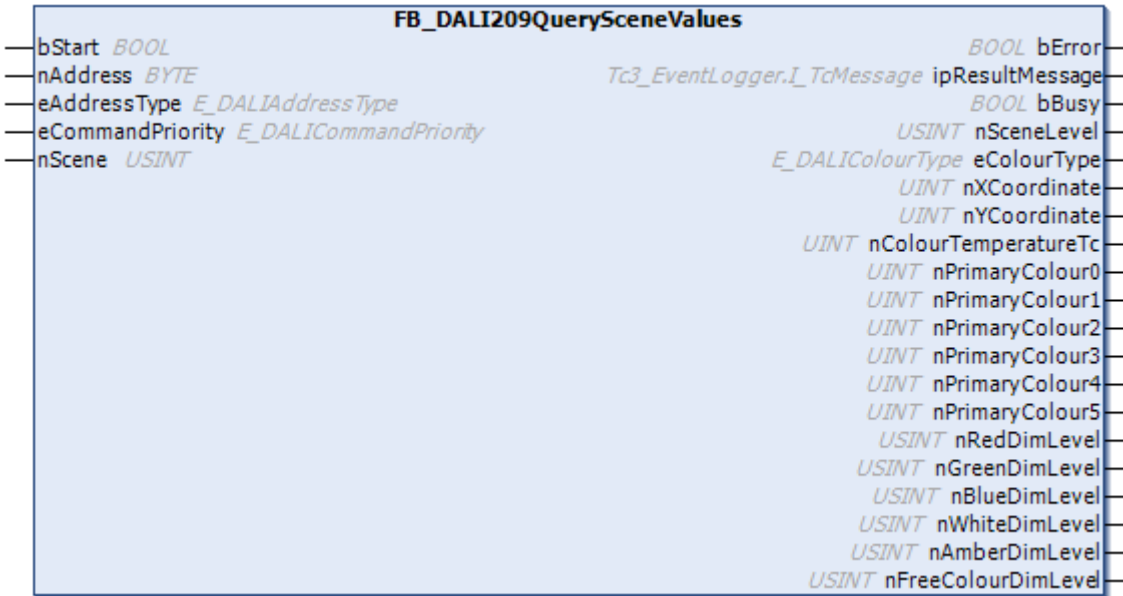 FB_DALI209QuerySceneValues
bStart BOOL BOOL bError
nAddress BYTE Tc3_EventLogger.I_TcMessage ipResultMessage
eAddressType E_DALIAddressType BOOL bBusy
eCommandPriority E_DALICommandPriority USINT nSceneLevel
nScene USINT E_DALIColourType eColourType
UINT nXCoordinate
UINT nYCoordinate
UINT nColourTemperatureTc
UINT nPrimaryColour0
UINT nPrimaryColour1
UINT nPrimaryColour2
UINT nPrimaryColour3
UINT nPrimaryColour4
UINT nPrimaryColour5
USINT nRedDimLevel
USINT nGreenDimLevel
USINT nBlueDimLevel
USINT nWhiteDimLevel
USINT nAmberDimLevel
USINT nFreeColourDimLevel